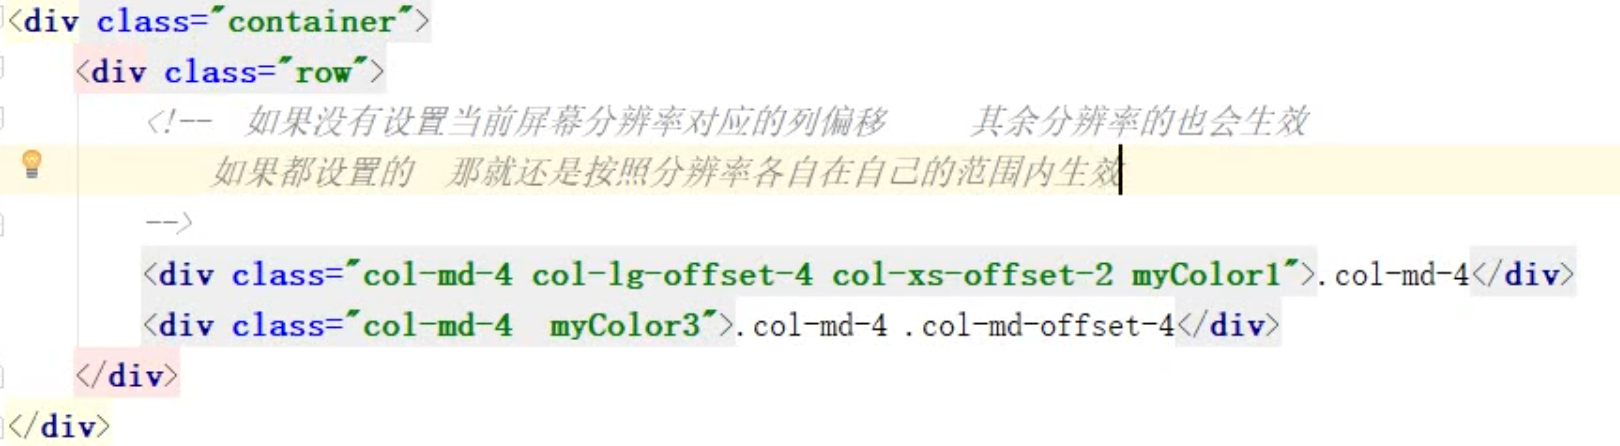 <div class="container">
<div class="row">
<!-- 如果没有设置当前屏幕分辨率对应的列偏移 其余分辨率的也会生效
如果都设置的 那就还是按照分辨率各自在自己的范围内生效
-->
<div class="col-md-4 col-lg-offset-4 col-xs-offset-2 myColor1">.col-md-4</div>
<div class="col-md-4  myColor3">.col-md-4 .col-md-offset-4</div>
</div>
</div>